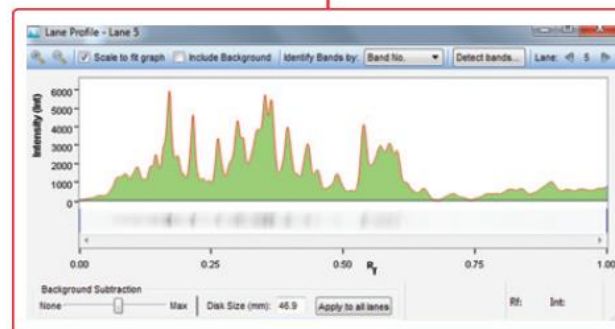 Lane Profile - Lane 5
Scale to fit graph Include Background Identify Bands by: Band No. Detect bands... Lane: 5
Intensity (Int)
6000
5000
4000
3000
2000
1000
0
0.00 0.25 0.50 0.75 1.00
Rf
Background Subtraction
None Max Disk Size (mm): 46.9 Apply to all lanes Rf: Int: